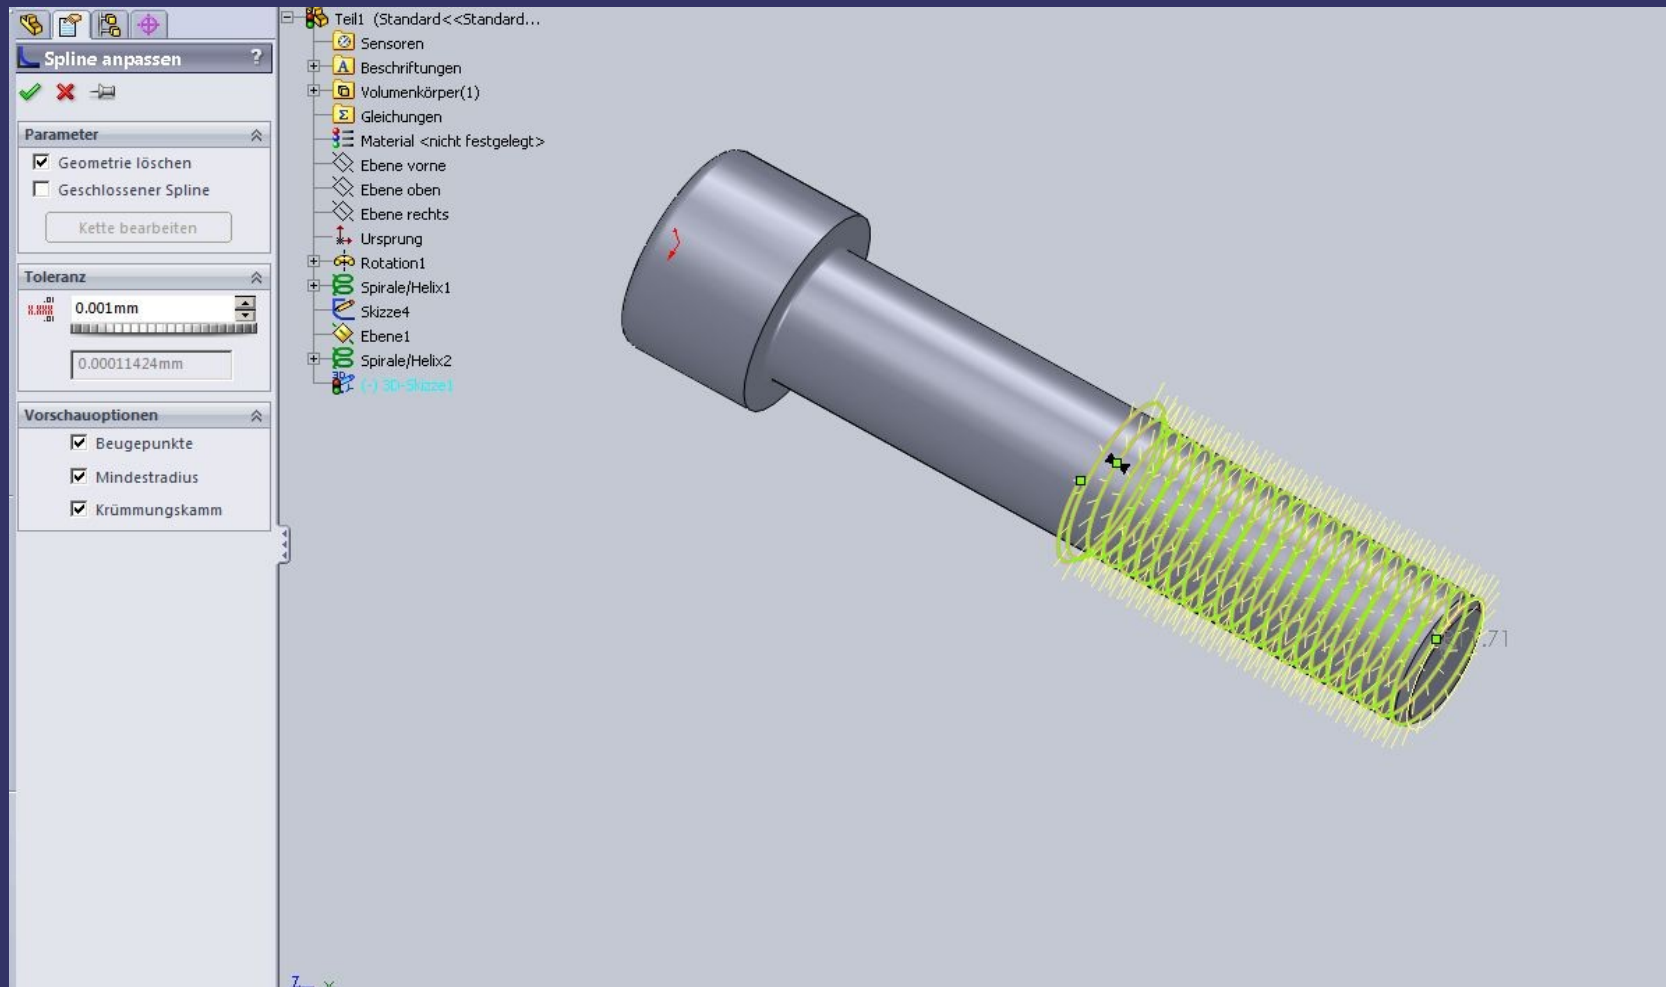 Spline anpassen
?
Parameter
Geometrie löschen
Geschlossener Spline
Kette bearbeiten
Toleranz
0.001mm
0.00011424mm
Vorschauoptionen
Beugepunkte
Mindestradius
Krümmungskamm
Teil1 (Standard<<Standard...
Sensoren
Beschriftungen
Volumenkörper(1)
Gleichungen
Material <nicht festgelegt>
Ebene vorne
Ebene oben
Ebene rechts
Ursprung
Rotation1
Spirale/Helix1
Skizze4
Ebene1
Spirale/Helix2
(-) 3D-Skizze1
Z